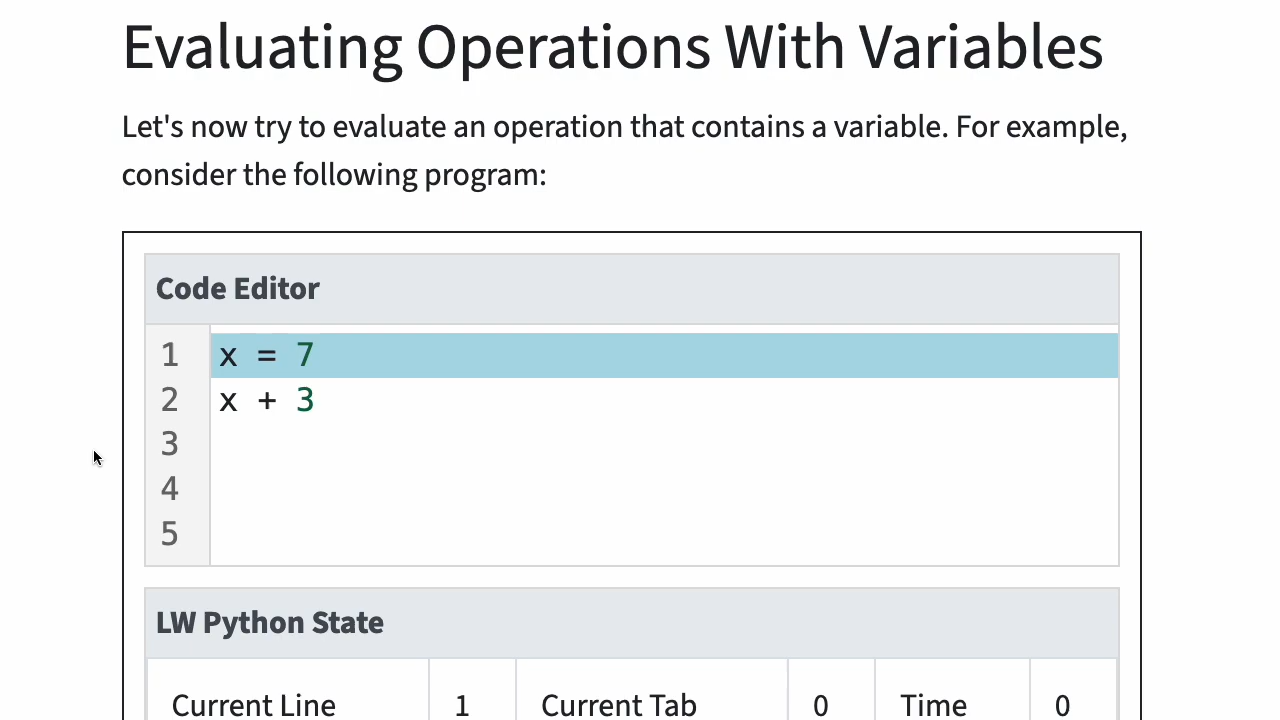 Evaluating Operations With Variables
Let's now try to evaluate an operation that contains a variable. For example,
consider the following program:
Code Editor
1 x = 7
2 x + 3
3
4
5
LW Python State
Current Line 1 Current Tab 0 Time 0